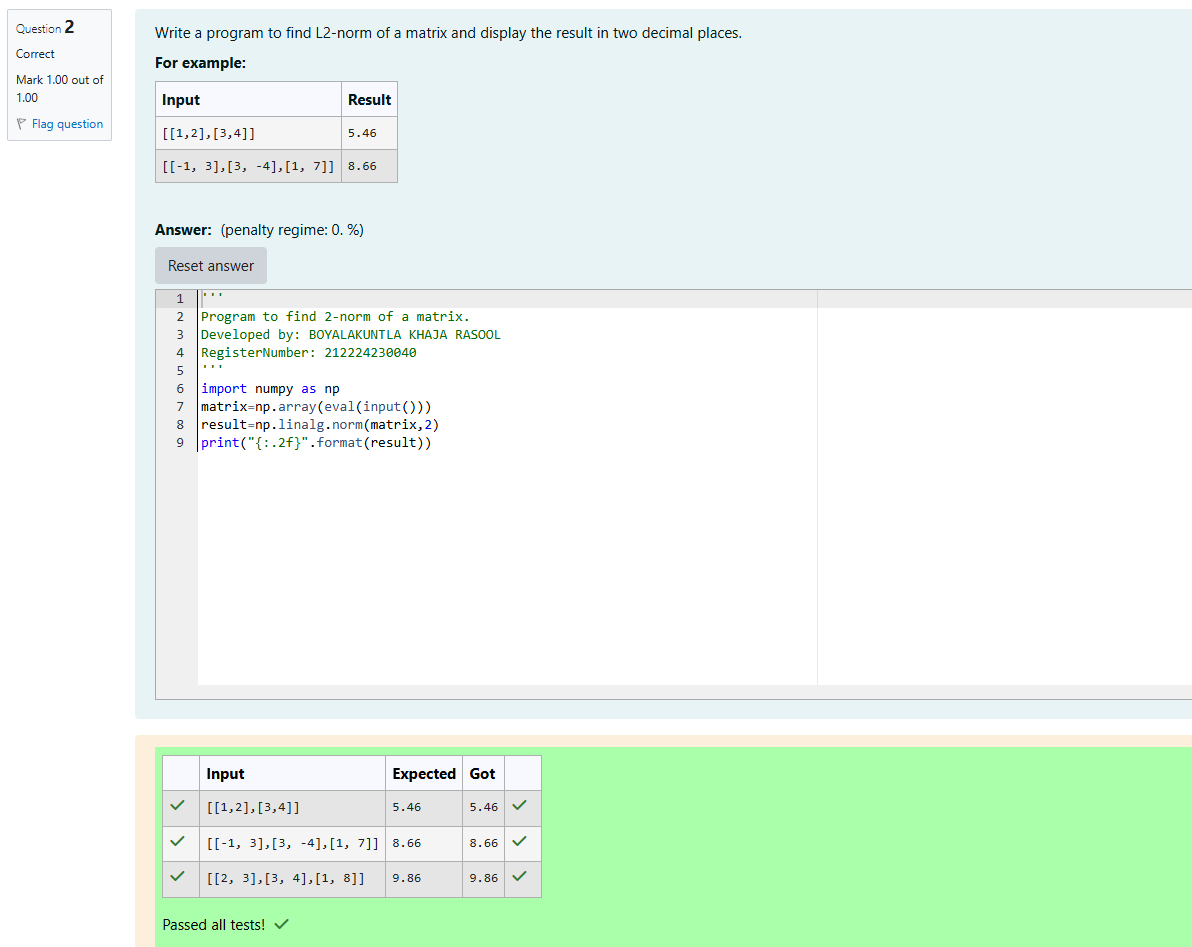 Question 2
Correct
Mark 1.00 out of
1.00
Flag question
Write a program to find L2-norm of a matrix and display the result in two decimal places.
For example:
Input Result
[[1,2],[3,4]] 5.46
[[-1, 3],[3, -4],[1, 7]] 8.66
Answer: (penalty regime: 0. %)
Reset answer
1 '''
2 Program to find 2-norm of a matrix.
3 Developed by: BOYALAKUNTLA KHAJA RASOOL
4 RegisterNumber: 212224230040
5 '''
6 import numpy as np
7 matrix=np.array(eval(input()))
8 result=np.linalg.norm(matrix,2)
9 print("{:.2f}".format(result))
Input Expected Got
[[1,2],[3,4]] 5.46 5.46
[[-1, 3],[3, -4],[1, 7]] 8.66 8.66
[[2, 3],[3, 4],[1, 8]] 9.86 9.86
Passed all tests!